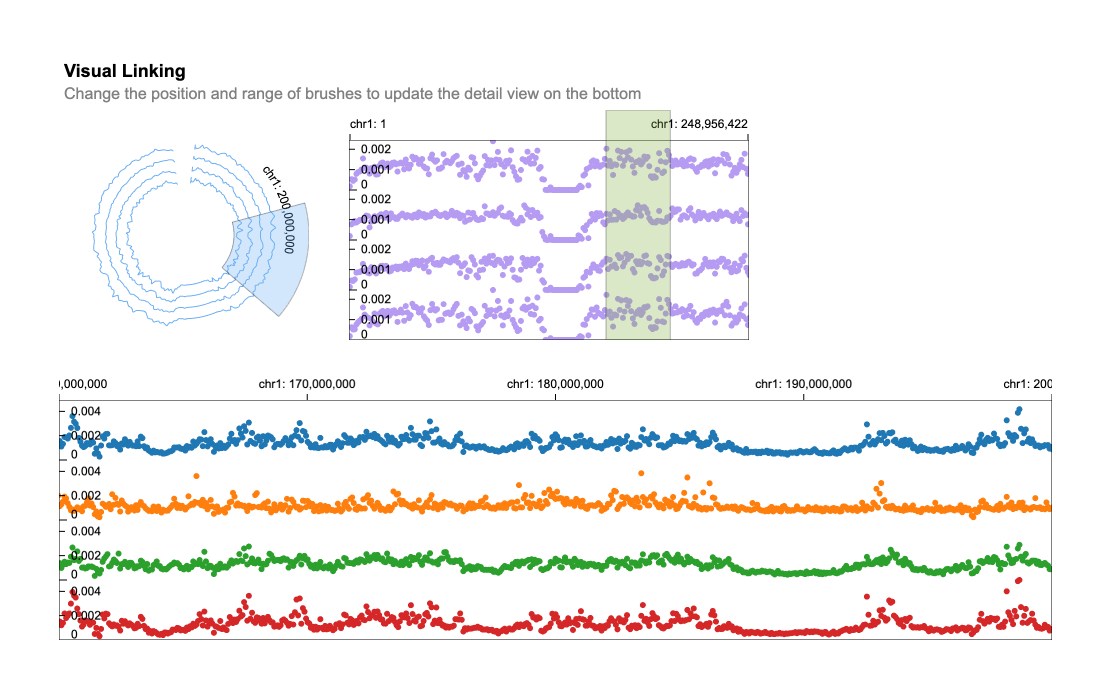 Visual Linking
Change the position and range of brushes to update the detail view on the bottom
chr1: 1
chr1: 248,956,422
chr1: 200,000,000
0.002
0.001
0
0.002
0.001
0
0.002
0.001
0
0.002
0.001
0
0,000,000
chr1: 170,000,000
chr1: 180,000,000
chr1: 190,000,000
chr1: 200
0.004
0.002
0
0.004
0.002
0
0.004
0.002
0
0.004
0.002
0